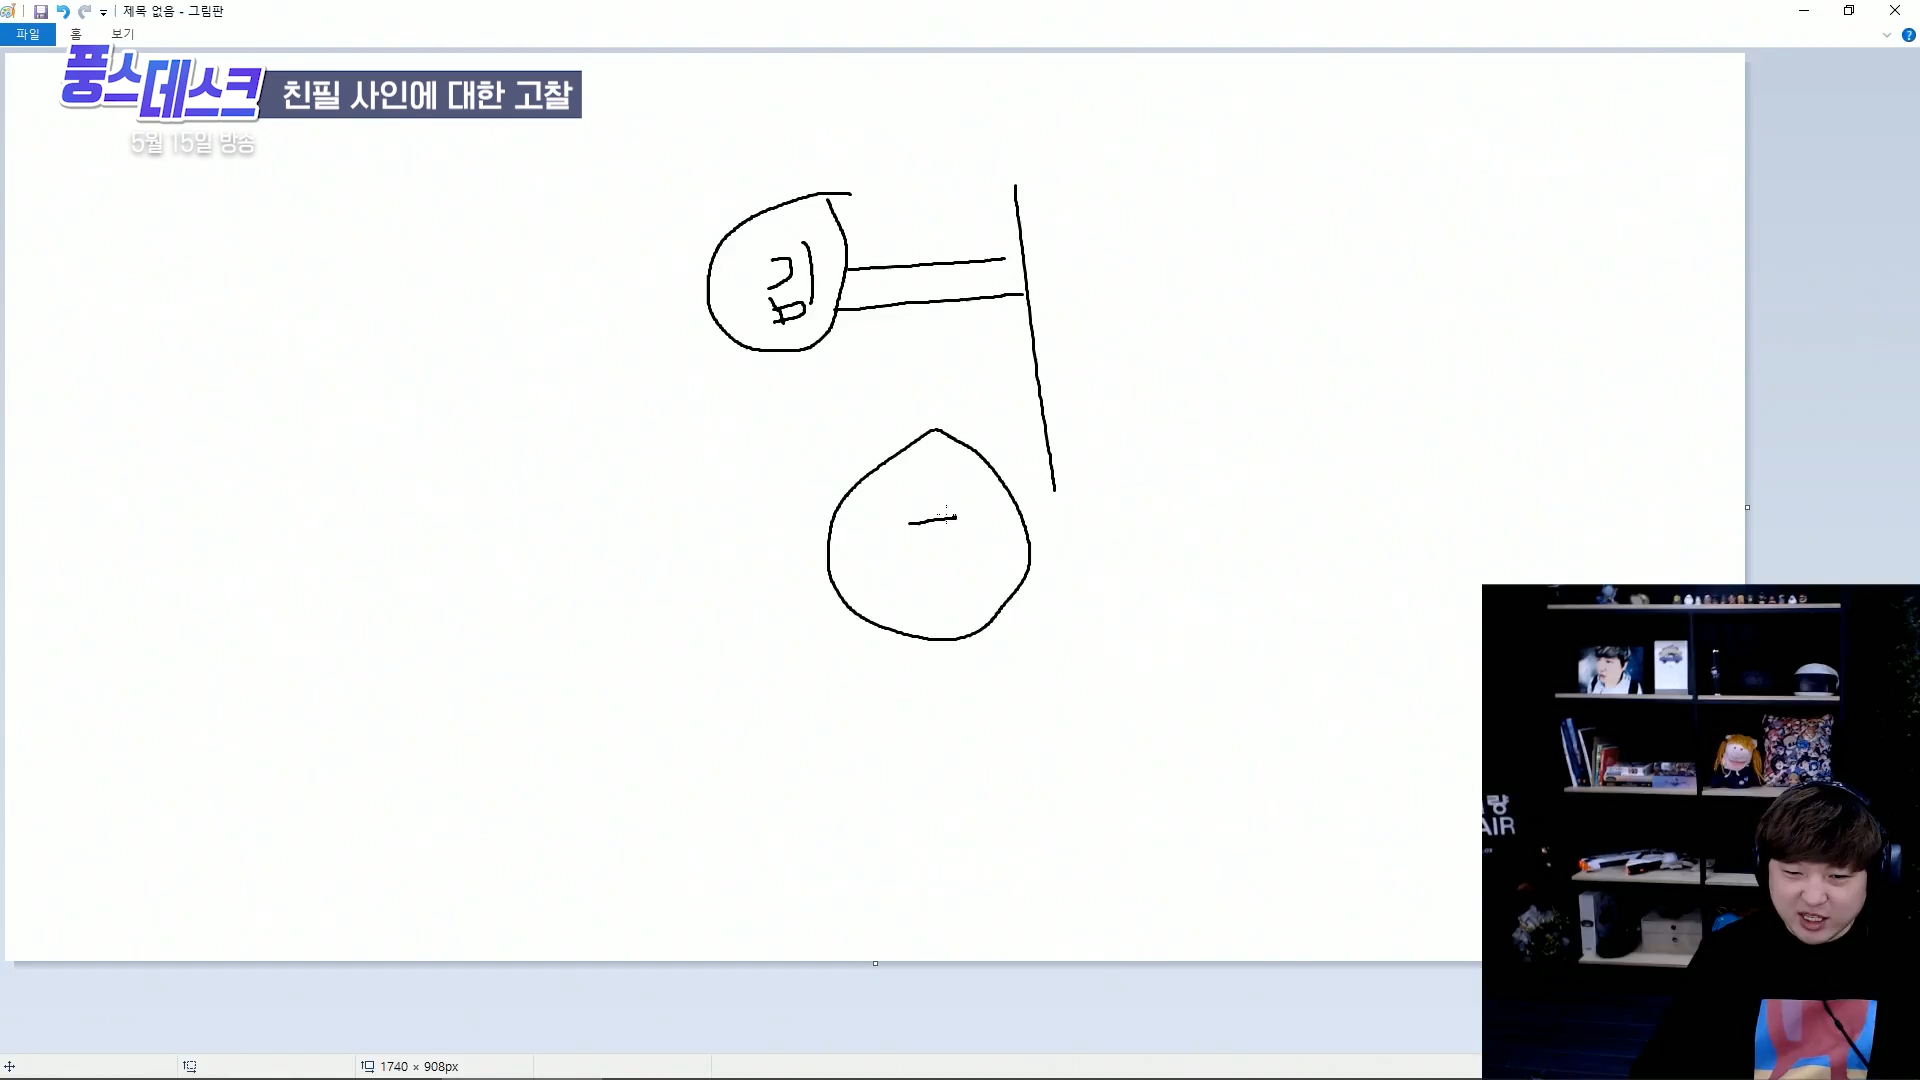 제목 없음 - 그림판
파일 홈 보기
풍스데스크 친필 사인에 대한 고찰
5월 15일 방송
김
1740 × 908px
량
AIR